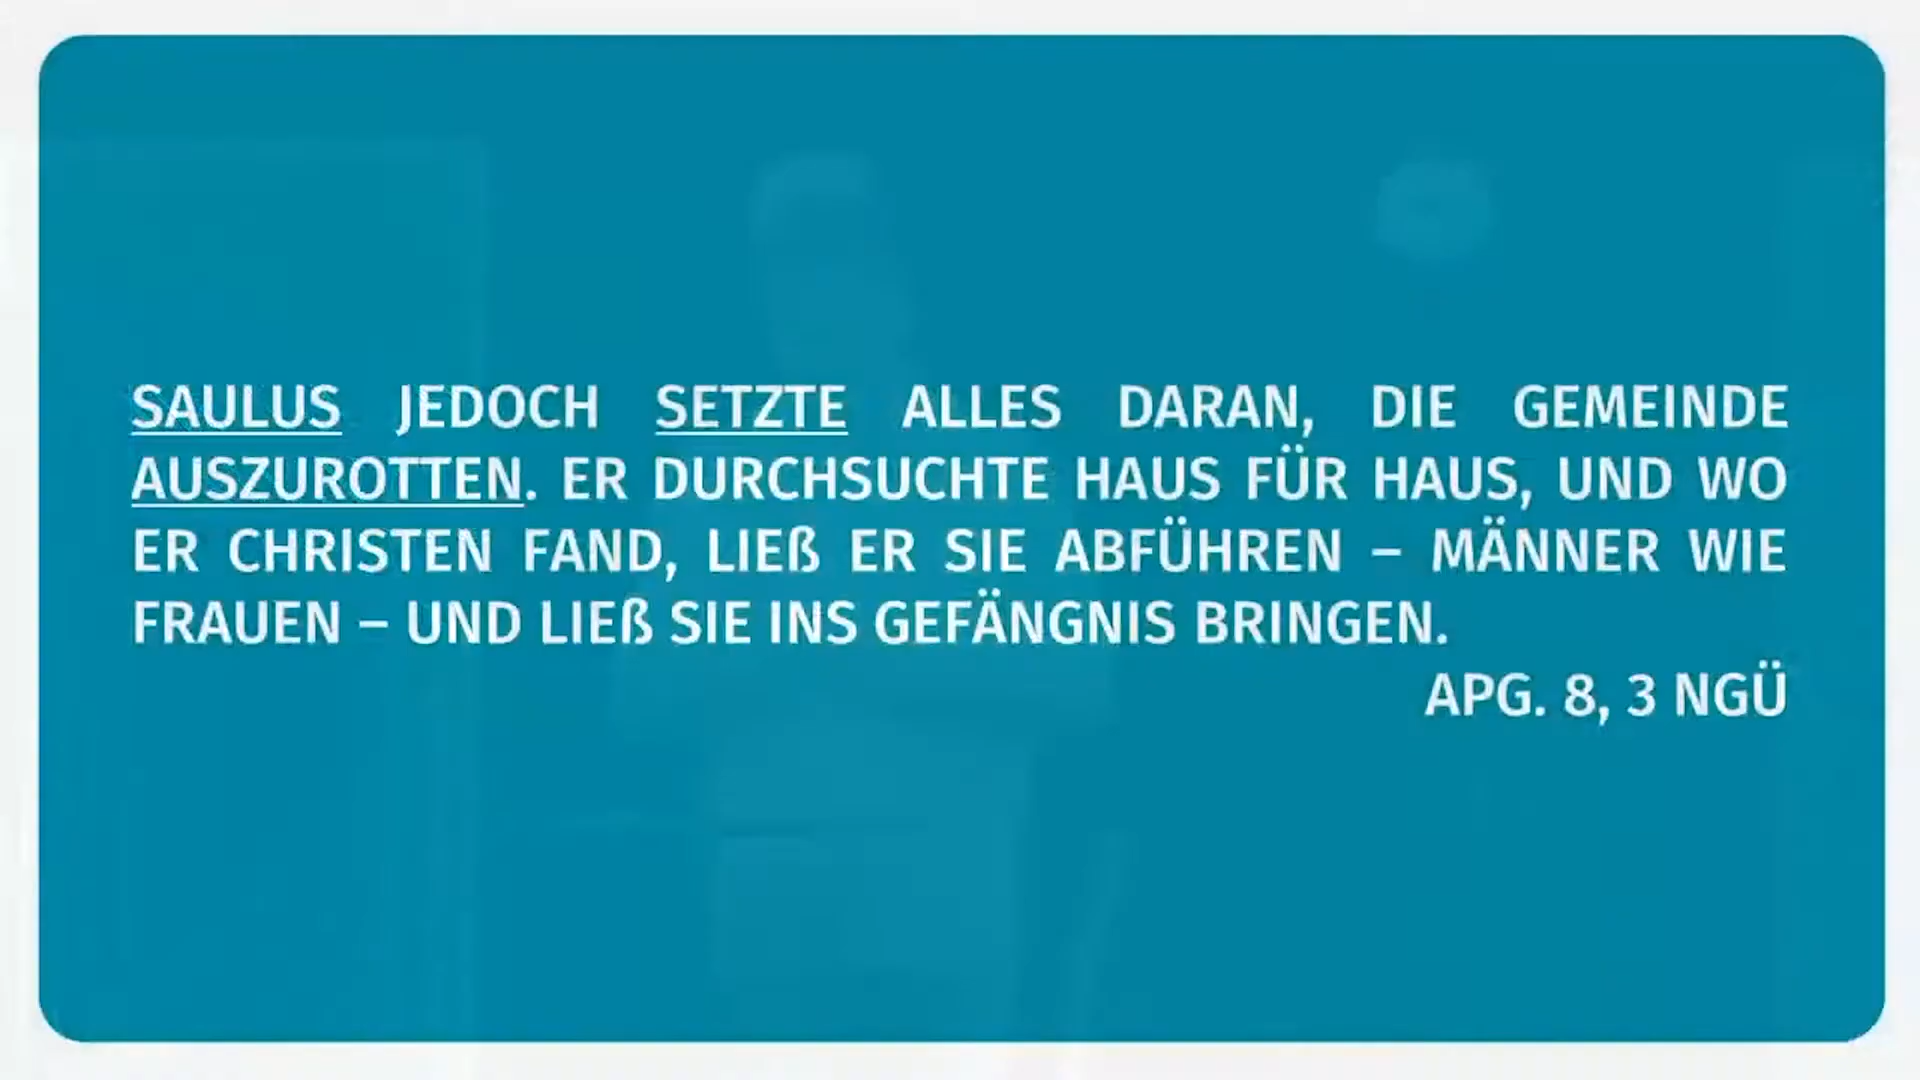 SAULUS JEDOCH SETZTE ALLES DARAN, DIE GEMEINDE
AUSZUROTTEN. ER DURCHSUCHTE HAUS FÜR HAUS, UND WO
ER CHRISTEN FAND, LIEß ER SIE ABFÜHREN – MÄNNER WIE
FRAUEN – UND LIEß SIE INS GEFÄNGNIS BRINGEN.
APG. 8, 3 NGÜ